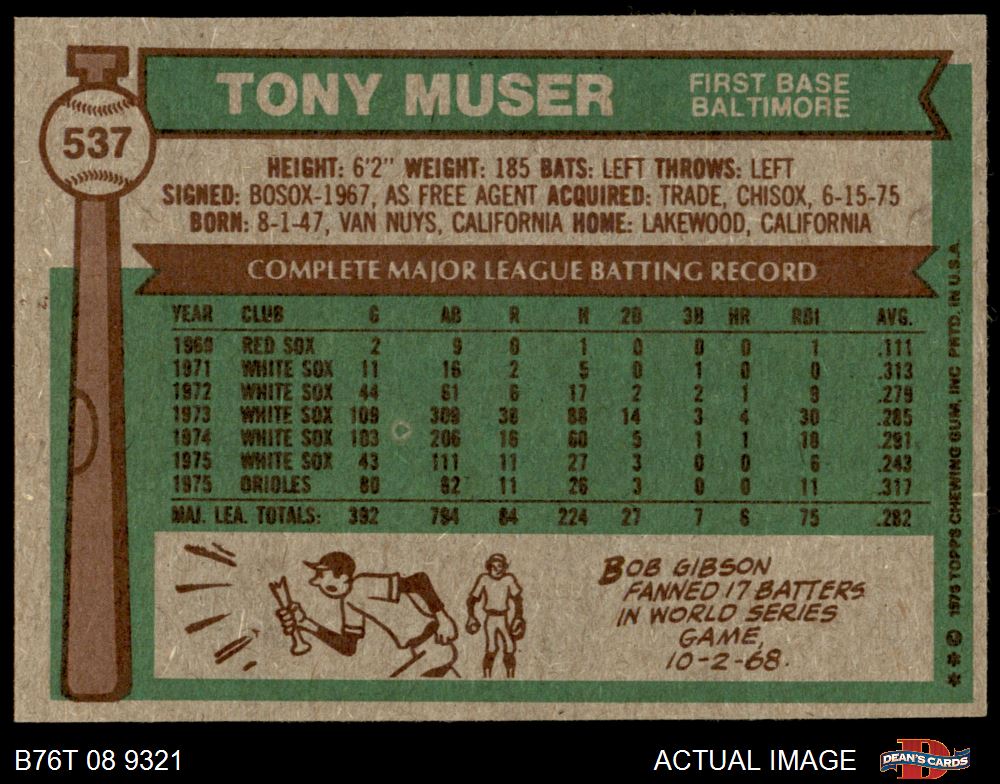 TONY MUSER
FIRST BASE
BALTIMORE
537
HEIGHT: 6'2" WEIGHT: 185 BATS: LEFT THROWS: LEFT
SIGNED: BOSOX-1967, AS FREE AGENT ACQUIRED: TRADE, CHISOX, 6-15-75
BORN: 8-1-47, VAN NUYS, CALIFORNIA HOME: LAKEWOOD, CALIFORNIA
COMPLETE MAJOR LEAGUE BATTING RECORD
YEAR CLUB G AB R H 2B 3B HR RBI AVG.
1969 RED SOX 2 9 0 1 0 0 0 1 .111
1971 WHITE SOX 11 16 2 5 0 1 0 0 .313
1972 WHITE SOX 44 61 6 17 2 2 1 9 .279
1973 WHITE SOX 109 309 38 88 14 3 4 30 .285
1974 WHITE SOX 103 206 16 60 5 1 1 18 .291
1975 WHITE SOX 43 111 11 27 3 0 0 6 .243
1975 ORIOLES 80 82 11 26 3 0 0 11 .317
MAJ. LEA. TOTALS: 392 794 84 224 27 7 6 75 .282
BOB GIBSON
FANNED 17 BATTERS
IN WORLD SERIES
GAME,
10-2-68.
** © 1976 TOPPS CHEWING GUM, INC PRTD. IN U.S.A.
B76T 08 9321
ACTUAL IMAGE
D
DEAN'S CARDS